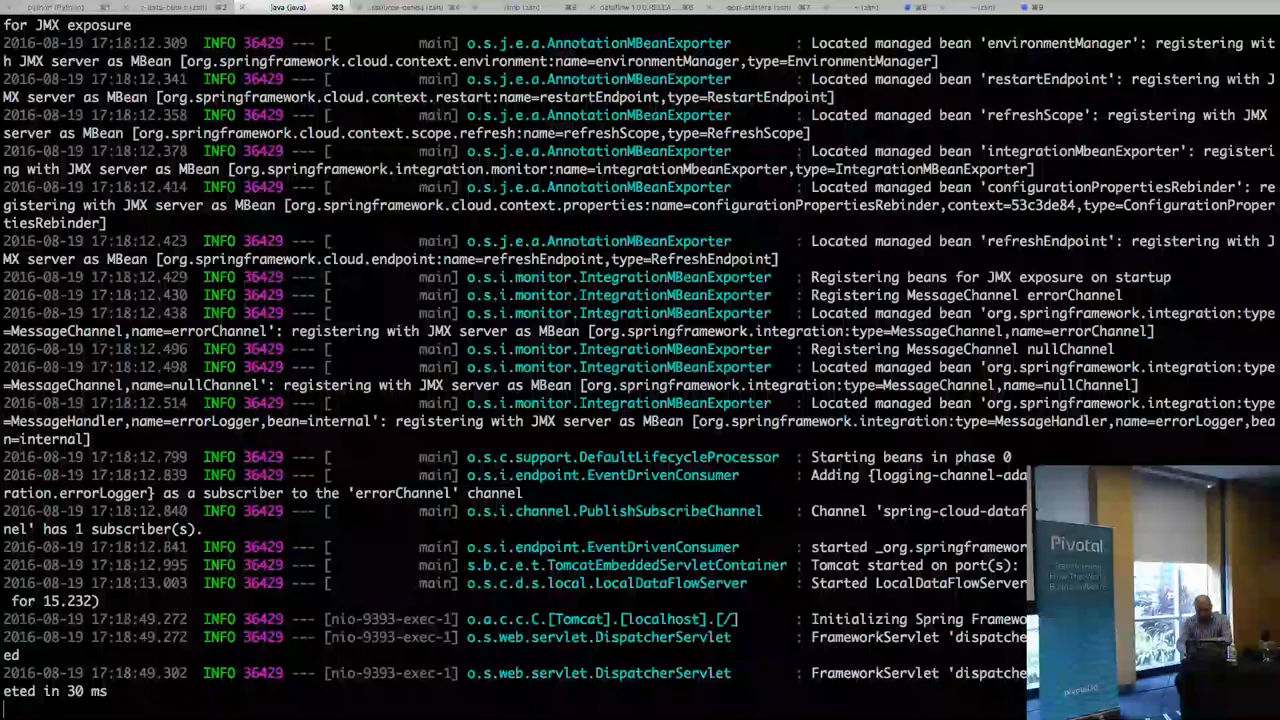 java (java) ⌘3
for JMX exposure
2016-08-19 17:18:12.309  INFO 36429 --- [           main] o.s.j.e.a.AnnotationMBeanExporter        : Located managed bean 'environmentManager': registering wit
h JMX server as MBean [org.springframework.cloud.context.environment:name=environmentManager,type=EnvironmentManager]
2016-08-19 17:18:12.341  INFO 36429 --- [           main] o.s.j.e.a.AnnotationMBeanExporter        : Located managed bean 'restartEndpoint': registering with J
MX server as MBean [org.springframework.cloud.context.restart:name=restartEndpoint,type=RestartEndpoint]
2016-08-19 17:18:12.358  INFO 36429 --- [           main] o.s.j.e.a.AnnotationMBeanExporter        : Located managed bean 'refreshScope': registering with JMX
server as MBean [org.springframework.cloud.context.scope.refresh:name=refreshScope,type=RefreshScope]
2016-08-19 17:18:12.378  INFO 36429 --- [           main] o.s.j.e.a.AnnotationMBeanExporter        : Located managed bean 'integrationMbeanExporter': registeri
ng with JMX server as MBean [org.springframework.integration.monitor:name=integrationMbeanExporter,type=IntegrationMBeanExporter]
2016-08-19 17:18:12.414  INFO 36429 --- [           main] o.s.j.e.a.AnnotationMBeanExporter        : Located managed bean 'configurationPropertiesRebinder': re
gistering with JMX server as MBean [org.springframework.cloud.context.properties:name=configurationPropertiesRebinder,context=53c3de84,type=ConfigurationProper
tiesRebinder]
2016-08-19 17:18:12.423  INFO 36429 --- [           main] o.s.j.e.a.AnnotationMBeanExporter        : Located managed bean 'refreshEndpoint': registering with J
MX server as MBean [org.springframework.cloud.endpoint:name=refreshEndpoint,type=RefreshEndpoint]
2016-08-19 17:18:12.429  INFO 36429 --- [           main] o.s.i.monitor.IntegrationMBeanExporter   : Registering beans for JMX exposure on startup
2016-08-19 17:18:12.430  INFO 36429 --- [           main] o.s.i.monitor.IntegrationMBeanExporter   : Registering MessageChannel errorChannel
2016-08-19 17:18:12.438  INFO 36429 --- [           main] o.s.i.monitor.IntegrationMBeanExporter   : Located managed bean 'org.springframework.integration:type
=MessageChannel,name=errorChannel': registering with JMX server as MBean [org.springframework.integration:type=MessageChannel,name=errorChannel]
2016-08-19 17:18:12.496  INFO 36429 --- [           main] o.s.i.monitor.IntegrationMBeanExporter   : Registering MessageChannel nullChannel
2016-08-19 17:18:12.498  INFO 36429 --- [           main] o.s.i.monitor.IntegrationMBeanExporter   : Located managed bean 'org.springframework.integration:type
=MessageChannel,name=nullChannel': registering with JMX server as MBean [org.springframework.integration:type=MessageChannel,name=nullChannel]
2016-08-19 17:18:12.514  INFO 36429 --- [           main] o.s.i.monitor.IntegrationMBeanExporter   : Located managed bean 'org.springframework.integration:type
=MessageHandler,name=errorLogger,bean=internal': registering with JMX server as MBean [org.springframework.integration:type=MessageHandler,name=errorLogger,bea
n=internal]
2016-08-19 17:18:12.799  INFO 36429 --- [           main] o.s.c.support.DefaultLifecycleProcessor  : Starting beans in phase 0
2016-08-19 17:18:12.839  INFO 36429 --- [           main] o.s.i.endpoint.EventDrivenConsumer       : Adding {logging-channel-ada
ration.errorLogger} as a subscriber to the 'errorChannel' channel
2016-08-19 17:18:12.840  INFO 36429 --- [           main] o.s.i.channel.PublishSubscribeChannel    : Channel 'spring-cloud-dataf
nel' has 1 subscriber(s).
2016-08-19 17:18:12.841  INFO 36429 --- [           main] o.s.i.endpoint.EventDrivenConsumer       : started _org.springframewor
2016-08-19 17:18:12.995  INFO 36429 --- [           main] s.b.c.e.t.TomcatEmbeddedServletContainer : Tomcat started on port(s):
2016-08-19 17:18:13.003  INFO 36429 --- [           main] o.s.c.d.s.local.LocalDataFlowServer      : Started LocalDataFlowServer
 for 15.232)
2016-08-19 17:18:49.272  INFO 36429 --- [nio-9393-exec-1] o.a.c.c.C.[Tomcat].[localhost].[/]       : Initializing Spring Framewo
2016-08-19 17:18:49.272  INFO 36429 --- [nio-9393-exec-1] o.s.web.servlet.DispatcherServlet        : FrameworkServlet 'dispatche
ed
2016-08-19 17:18:49.302  INFO 36429 --- [nio-9393-exec-1] o.s.web.servlet.DispatcherServlet        : FrameworkServlet 'dispatche
eted in 30 ms
Pivotal